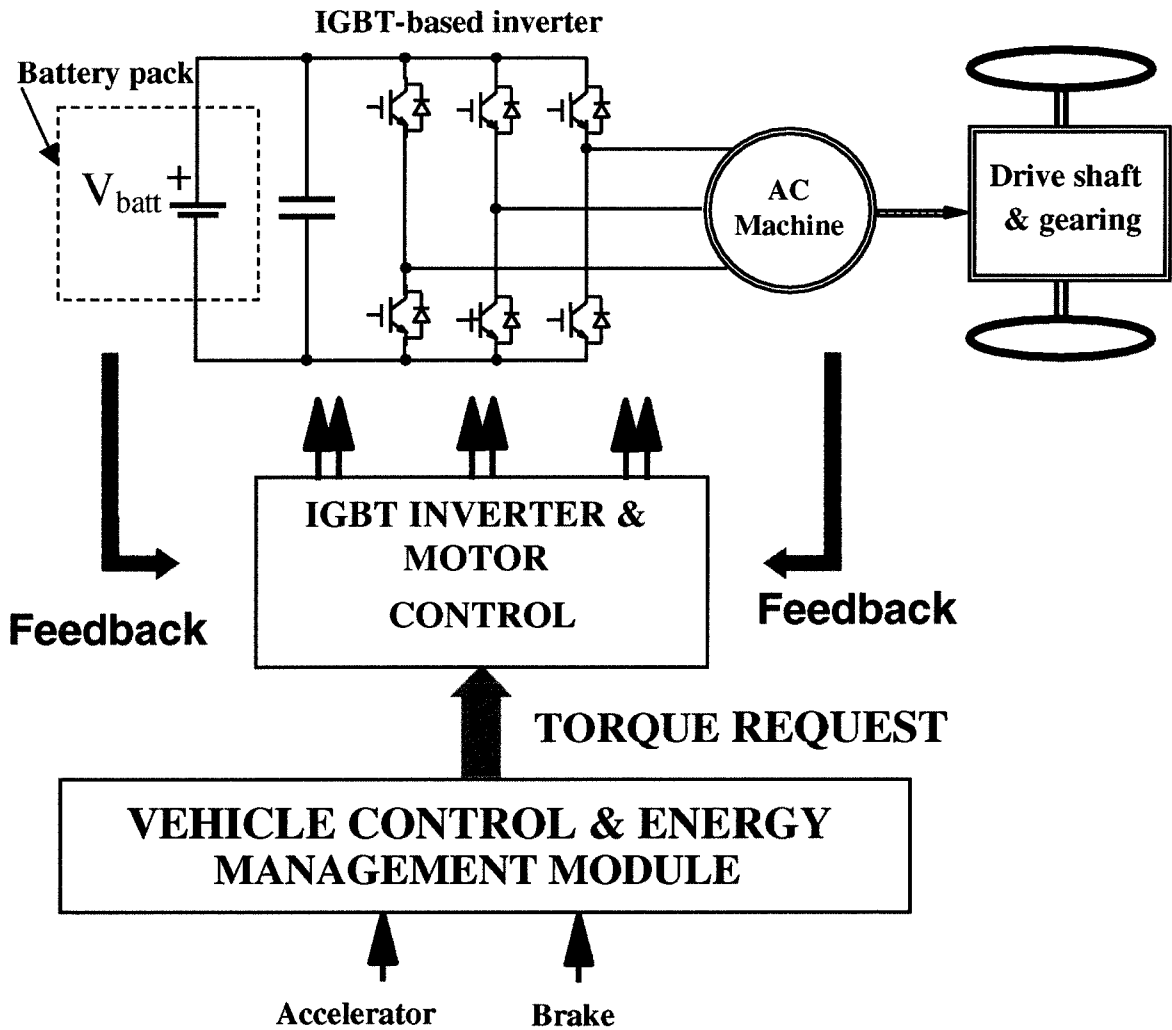 IGBT-based inverter
Battery pack
Vbatt
+
AC
Machine
Drive shaft
& gearing
IGBT INVERTER &
MOTOR
CONTROL
Feedback
Feedback
TORQUE REQUEST
VEHICLE CONTROL & ENERGY
MANAGEMENT MODULE
Accelerator
Brake